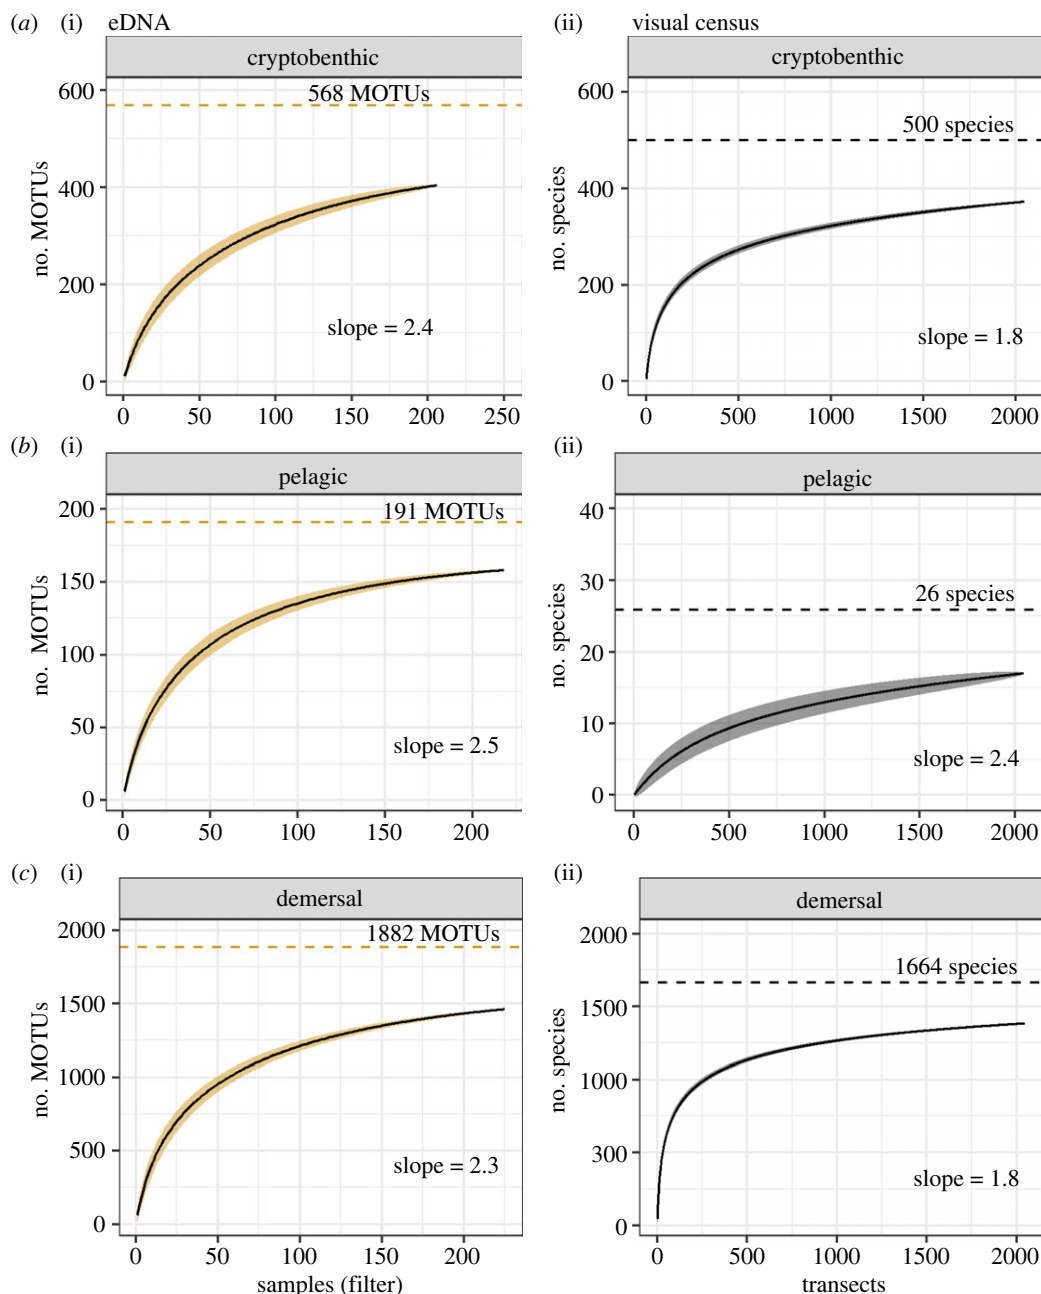 (a) (i) eDNA (ii) visual census
cryptobenthic cryptobenthic
600 568 MOTUs 600
500 species
400 400
no. MOTUs no. species
200 200
slope = 2.4 slope = 1.8
0 0
0 50 100 150 200 250 0 500 1000 1500 2000
(b) (i) (ii)
pelagic pelagic
200 191 MOTUs 40
150 30
26 species
no. MOTUs no. species
100 20
50 10
slope = 2.5 slope = 2.4
0 0
0 50 100 150 200 0 500 1000 1500 2000
(c) (i) (ii)
demersal demersal
2000 1882 MOTUs 2000
1664 species
1500 1500
no. MOTUs no. species
1000 1000
500 300
slope = 2.3 slope = 1.8
0 0
0 50 100 150 200 0 500 1000 1500 2000
samples (filter) transects